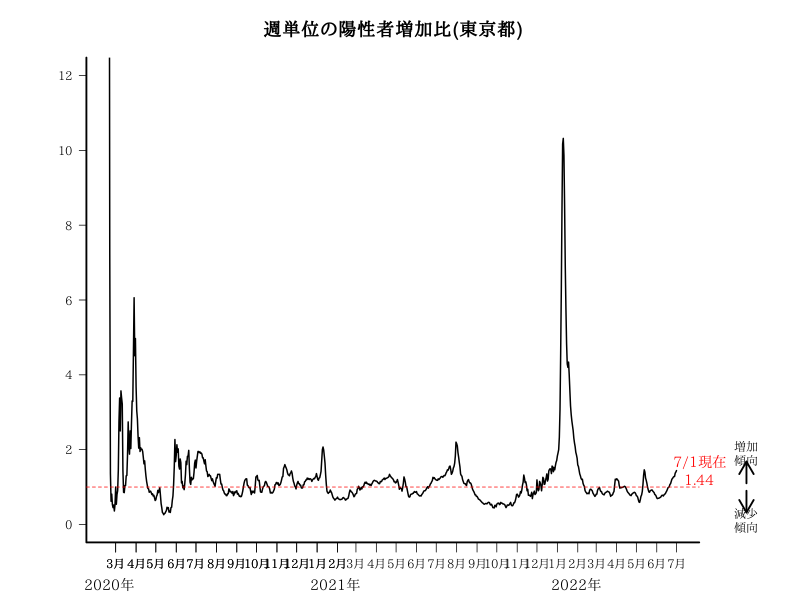 週単位の陽性者増加比(東京都)
12
10
8
6
4
2
0
増加
傾向
7/1現在
1.44
減少
傾向
3月 4月 5月 6月 7月 8月 9月 10月 11月 12月 1月 2月 3月 4月 5月 6月 7月 8月 9月 10月 11月 12月 1月 2月 3月 4月 5月 6月 7月
2020年 2021年 2022年